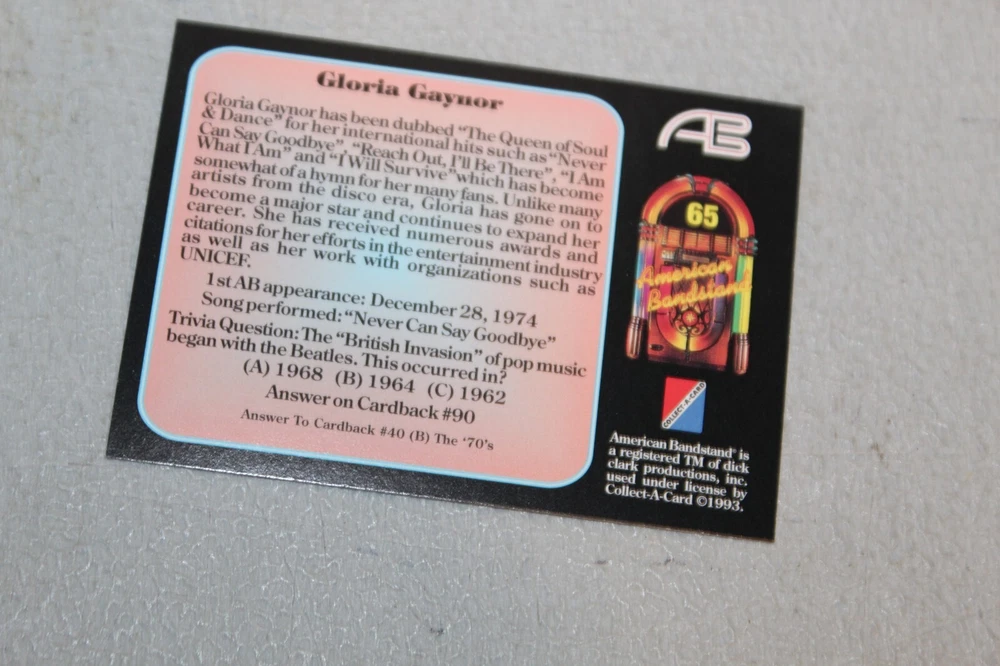 Gloria Gaynor
Gloria Gaynor has been dubbed "The Queen of Soul
& Dance" for her international hits such as "Never
Can Say Goodbye", "Reach Out, I'll Be There", "I Am
What I Am" and "I Will Survive" which has become
somewhat of a hymn for her many fans. Unlike many
artists from the disco era, Gloria has gone on to
become a major star and continues to expand her
career. She has received numerous awards and
citations for her efforts in the entertainment industry
as well as her work with organizations such as
UNICEF.
1st AB appearance: December 28, 1974
Song performed: "Never Can Say Goodbye"
Trivia Question: The "British Invasion" of pop music
began with the Beatles. This occurred in?
(A) 1968 (B) 1964 (C) 1962
Answer on Cardback #90
Answer To Cardback #40 (B) The '70's
AB
65
American
Bandstand
COLLECT-A-CARD
American Bandstand® is
a registered TM of dick
clark productions, inc.
used under license by
Collect-A-Card ©1993.